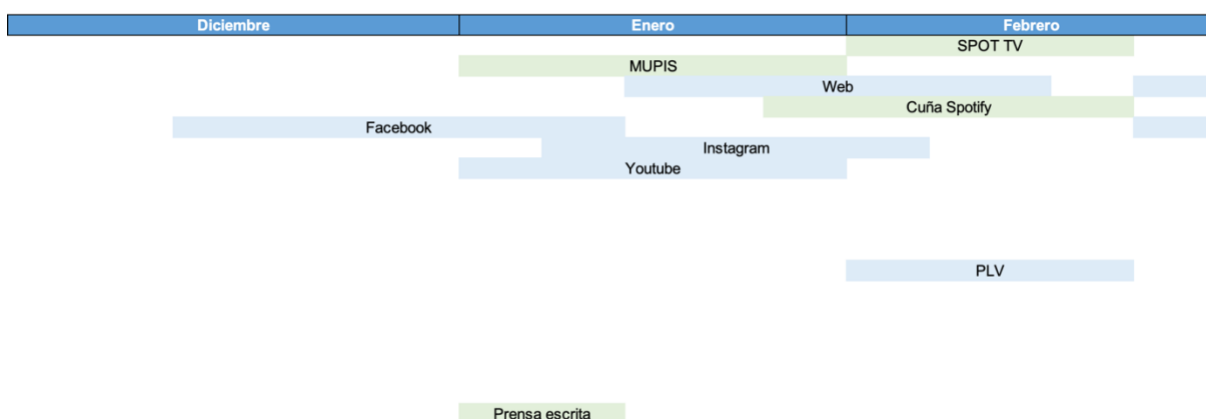 Diciembre Enero Febrero
SPOT TV
MUPIS
Web
Cuña Spotify
Facebook
Instagram
Youtube
PLV
Prensa escrita